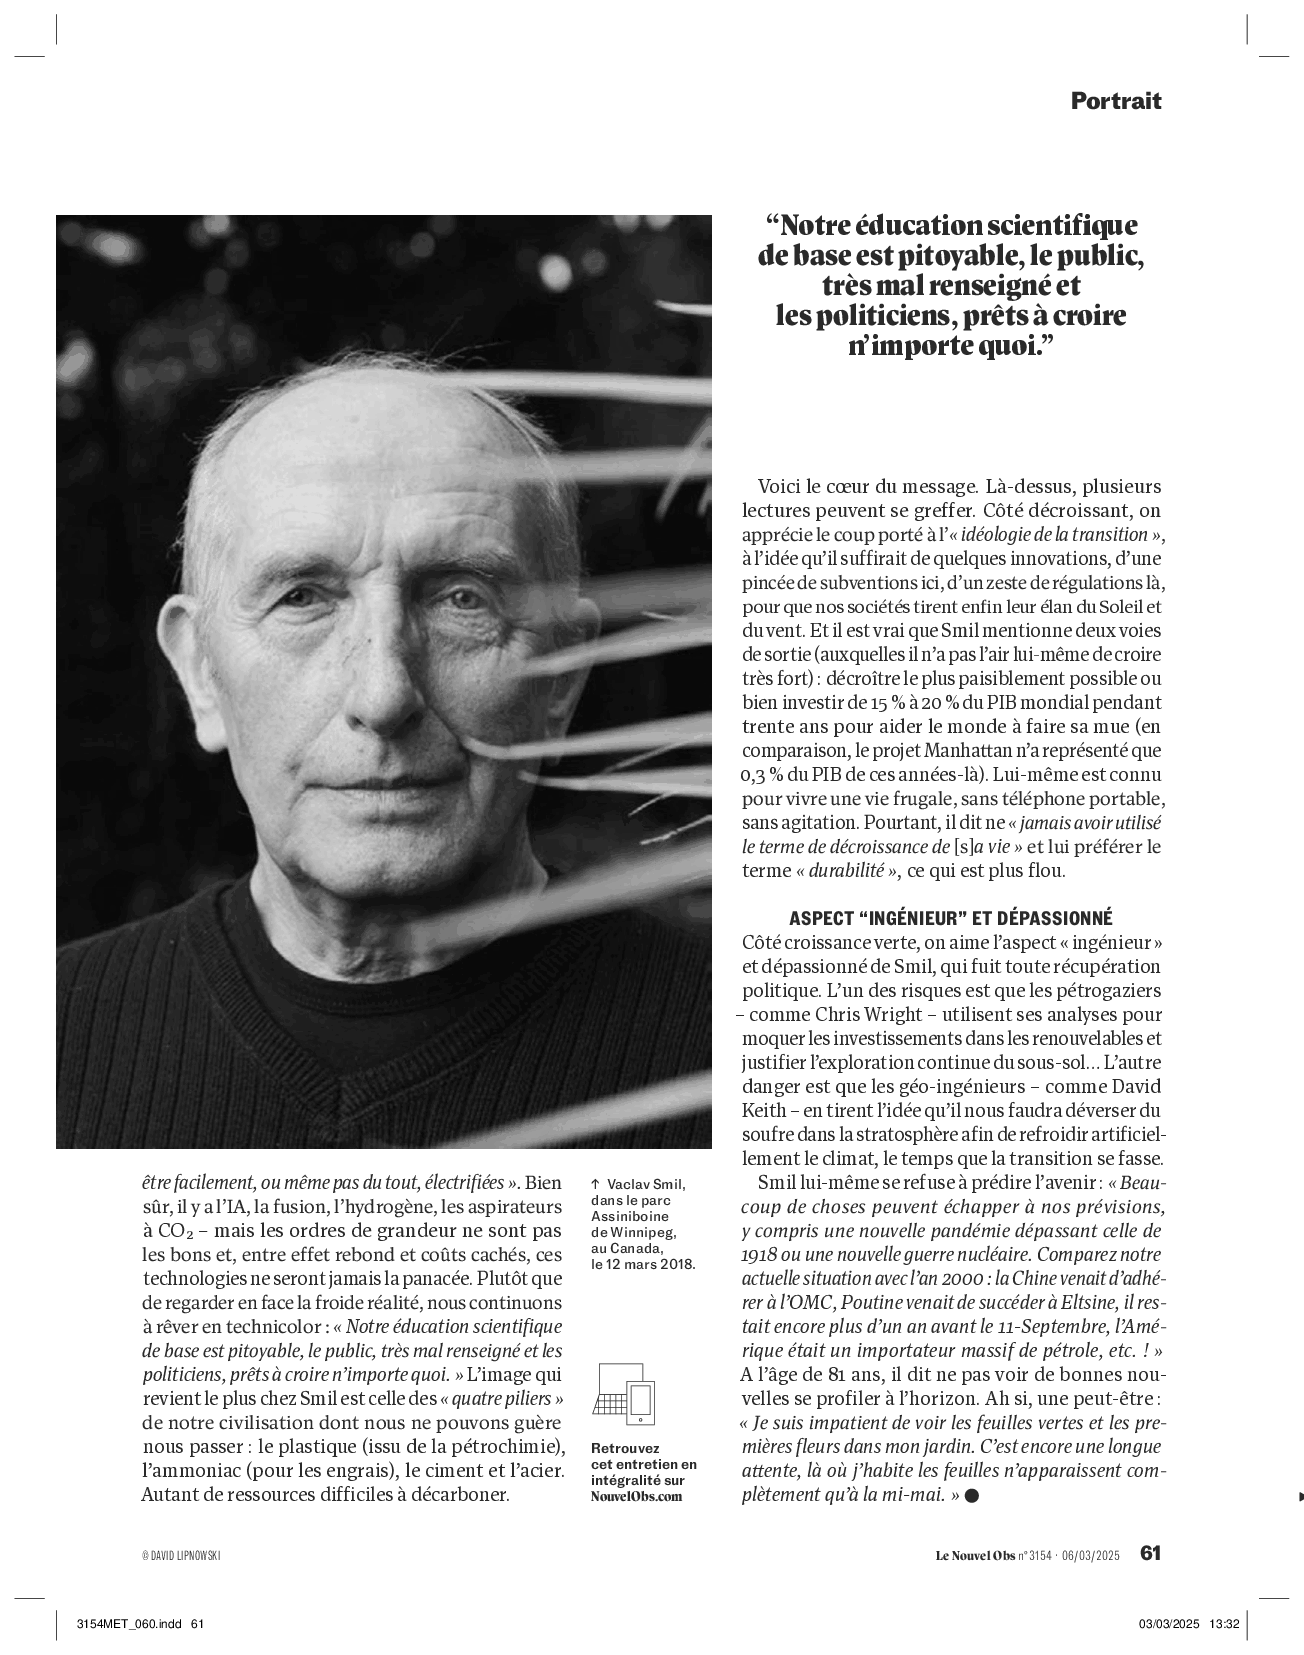 Portrait
“Notre éducation scientifique
de base est pitoyable, le public,
très mal renseigné et
les politiciens, prêts à croire
n’importe quoi.”
être facilement, ou même pas du tout, électrifiées ». Bien
sûr, il y a l’IA, la fusion, l’hydrogène, les aspirateurs
à CO₂ – mais les ordres de grandeur ne sont pas
les bons et, entre effet rebond et coûts cachés, ces
technologies ne seront jamais la panacée. Plutôt que
de regarder en face la froide réalité, nous continuons
à rêver en technicolor : « Notre éducation scientifique
de base est pitoyable, le public, très mal renseigné et les
politiciens, prêts à croire n’importe quoi. » L’image qui
revient le plus chez Smil est celle des « quatre piliers »
de notre civilisation dont nous ne pouvons guère
nous passer : le plastique (issu de la pétrochimie),
l’ammoniac (pour les engrais), le ciment et l’acier.
Autant de ressources difficiles à décarboner.
↑ Vaclav Smil,
dans le parc
Assiniboine
de Winnipeg,
au Canada,
le 12 mars 2018.
Retrouvez
cet entretien en
intégralité sur
NouvelObs.com
Voici le cœur du message. Là-dessus, plusieurs
lectures peuvent se greffer. Côté décroissant, on
apprécie le coup porté à l’« idéologie de la transition »,
à l’idée qu’il suffirait de quelques innovations, d’une
pincée de subventions ici, d’un zeste de régulations là,
pour que nos sociétés tirent enfin leur élan du Soleil et
du vent. Et il est vrai que Smil mentionne deux voies
de sortie (auxquelles il n’a pas l’air lui-même de croire
très fort) : décroître le plus paisiblement possible ou
bien investir de 15 % à 20 % du PIB mondial pendant
trente ans pour aider le monde à faire sa mue (en
comparaison, le projet Manhattan n’a représenté que
0,3 % du PIB de ces années-là). Lui-même est connu
pour vivre une vie frugale, sans téléphone portable,
sans agitation. Pourtant, il dit ne « jamais avoir utilisé
le terme de décroissance de [s]a vie » et lui préférer le
terme « durabilité », ce qui est plus flou.
ASPECT “INGÉNIEUR” ET DÉPASSIONNÉ
Côté croissance verte, on aime l’aspect « ingénieur »
et dépassionné de Smil, qui fuit toute récupération
politique. L’un des risques est que les pétrogaziers
– comme Chris Wright – utilisent ses analyses pour
moquer les investissements dans les renouvelables et
justifier l’exploration continue du sous-sol… L’autre
danger est que les géo-ingénieurs – comme David
Keith – en tirent l’idée qu’il nous faudra déverser du
soufre dans la stratosphère afin de refroidir artificiel-
lement le climat, le temps que la transition se fasse.
Smil lui-même se refuse à prédire l’avenir : « Beau-
coup de choses peuvent échapper à nos prévisions,
y compris une nouvelle pandémie dépassant celle de
1918 ou une nouvelle guerre nucléaire. Comparez notre
actuelle situation avec l’an 2000 : la Chine venait d’adhé-
rer à l’OMC, Poutine venait de succéder à Eltsine, il res-
tait encore plus d’un an avant le 11-Septembre, l’Amé-
rique était un importateur massif de pétrole, etc. ! »
A l’âge de 81 ans, il dit ne pas voir de bonnes nou-
velles se profiler à l’horizon. Ah si, une peut-être :
« Je suis impatient de voir les feuilles vertes et les pre-
mières fleurs dans mon jardin. C’est encore une longue
attente, là où j’habite les feuilles n’apparaissent com-
plètement qu’à la mi-mai. » ●
© DAVID LIPNOWSKI
Le Nouvel Obs n° 3154 · 06/03/2025 61
3154MET_060.indd 61
03/03/2025 13:32